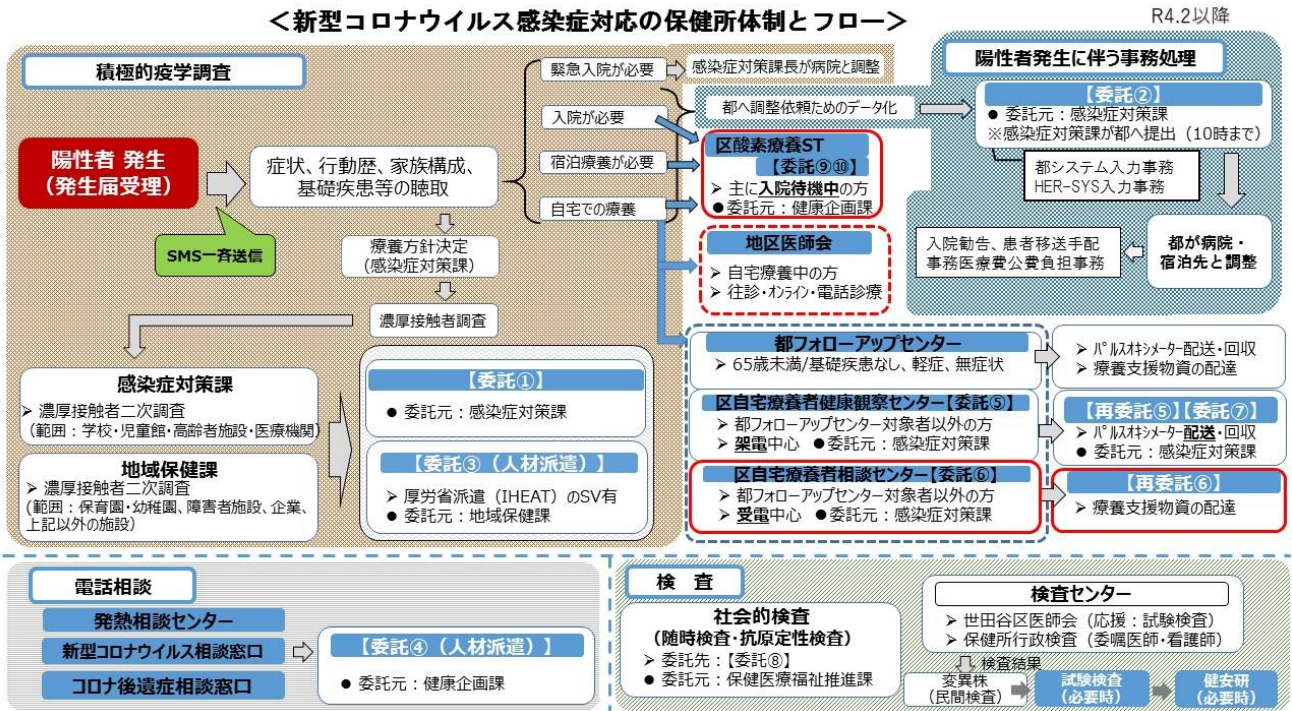 ＜新型コロナウイルス感染症対応の保健所体制とフロー＞
R4.2以降
積極的疫学調査
陽性者 発生
（発生届受理）
SMS一斉送信
症状、行動歴、家族構成、
基礎疾患等の聴取
療養方針決定
(感染症対策課)
濃厚接触者調査
緊急入院が必要
感染症対策課長が病院と調整
入院が必要
宿泊療養が必要
自宅での療養
都へ調整依頼ためのデータ化
区酸素療養ST
【委託⑨⑩】
➢ 主に入院待機中の方
●委託元：健康企画課
地区医師会
➢ 自宅療養中の方
➢ 往診・オンライン・電話診療
陽性者発生に伴う事務処理
【委託②】
● 委託元：感染症対策課
※感染症対策課が都へ提出（10時まで）
都システム入力事務
HER-SYS入力事務
都が病院・
宿泊先と調整
入院勧告、患者移送手配
事務医療費公費負担事務
感染症対策課
➢ 濃厚接触者二次調査
（範囲：学校・児童館・高齢者施設・医療機関）
地域保健課
➢ 濃厚接触者二次調査
(範囲：保育園・幼稚園、障害者施設、企業、
上記以外の施設）
【委託①】
● 委託元：感染症対策課
【委託③（人材派遣）】
➢ 厚労省派遣（IHEAT）のSV有
● 委託元：地域保健課
都フォローアップセンター
➢ 65歳未満/基礎疾患なし、軽症、無症状
➢ パルスオキシメーター配送・回収
➢ 療養支援物資の配達
区自宅療養者健康観察センター【委託⑤】
➢ 都フォローアップセンター対象者以外の方
➢ 架電中心 ●委託元：感染症対策課
【再委託⑤】【委託⑦】
➢ パルスオキシメーター配送・回収
● 委託元：感染症対策課
区自宅療養者相談センター【委託⑥】
➢ 都フォローアップセンター対象者以外の方
➢ 受電中心 ●委託元：感染症対策課
【再委託⑥】
➢ 療養支援物資の配達
電話相談
発熱相談センター
新型コロナウイルス相談窓口
コロナ後遺症相談窓口
【委託④（人材派遣）】
● 委託元：健康企画課
検 査
社会的検査
（随時検査・抗原定性検査）
➢ 委託先：【委託⑧】
● 委託元：保健医療福祉推進課
検査センター
➢ 世田谷区医師会（応援：試験検査）
➢ 保健所行政検査（委嘱医師・看護師）
検査結果
変異株
(民間検査)
試験検査
(必要時)
健安研
(必要時)